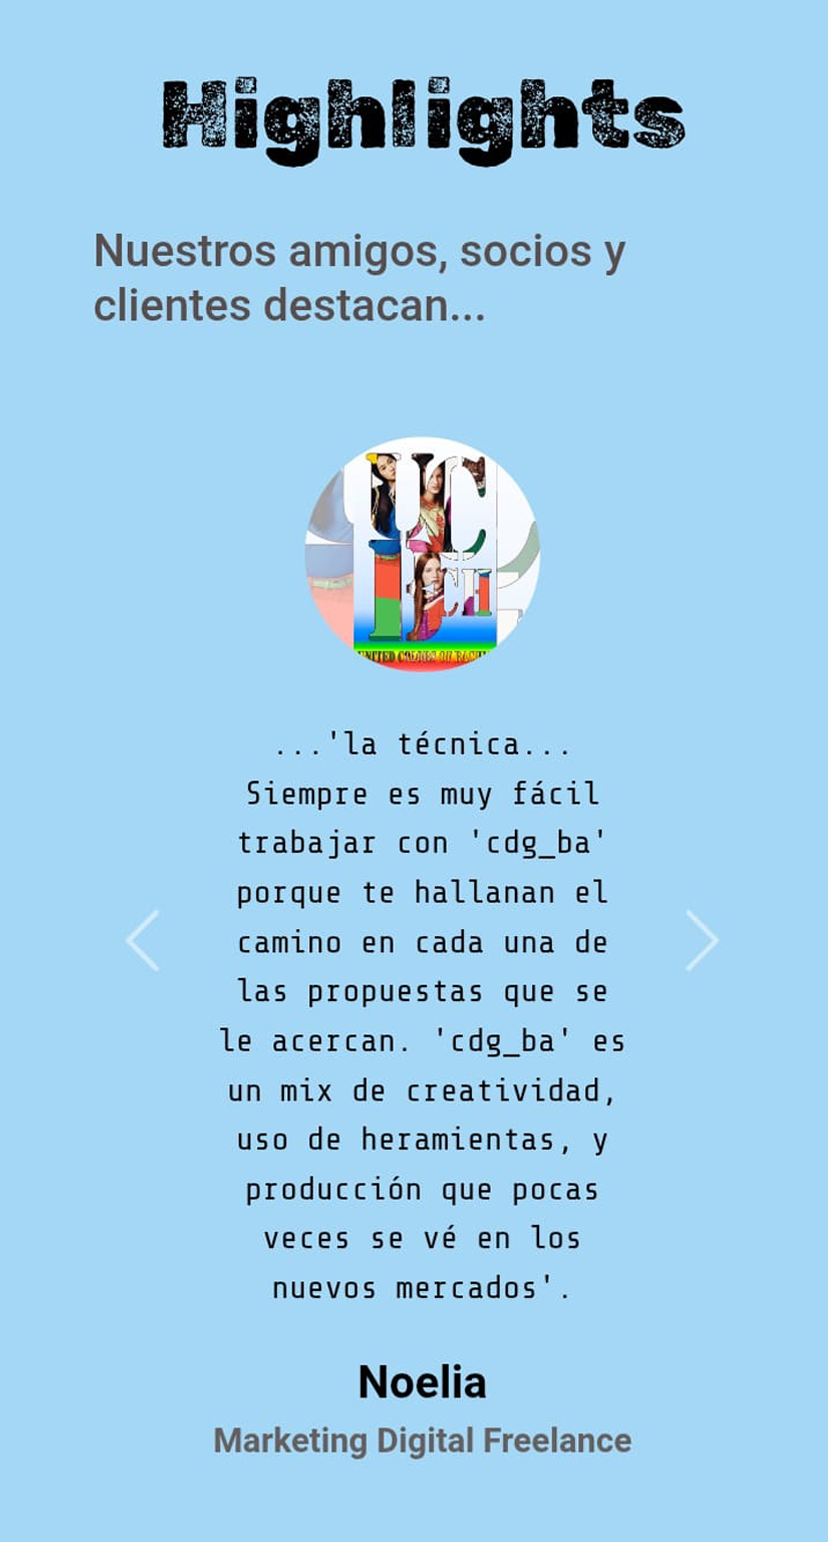 Highlights
Nuestros amigos, socios y
clientes destacan...
UC
UNITED COLORS OF
...'la técnica...
Siempre es muy fácil
trabajar con 'cdg_ba'
porque te hallanan el
camino en cada una de
las propuestas que se
le acercan. 'cdg_ba' es
un mix de creatividad,
uso de heramientas, y
producción que pocas
veces se vé en los
nuevos mercados'.
Noelia
Marketing Digital Freelance